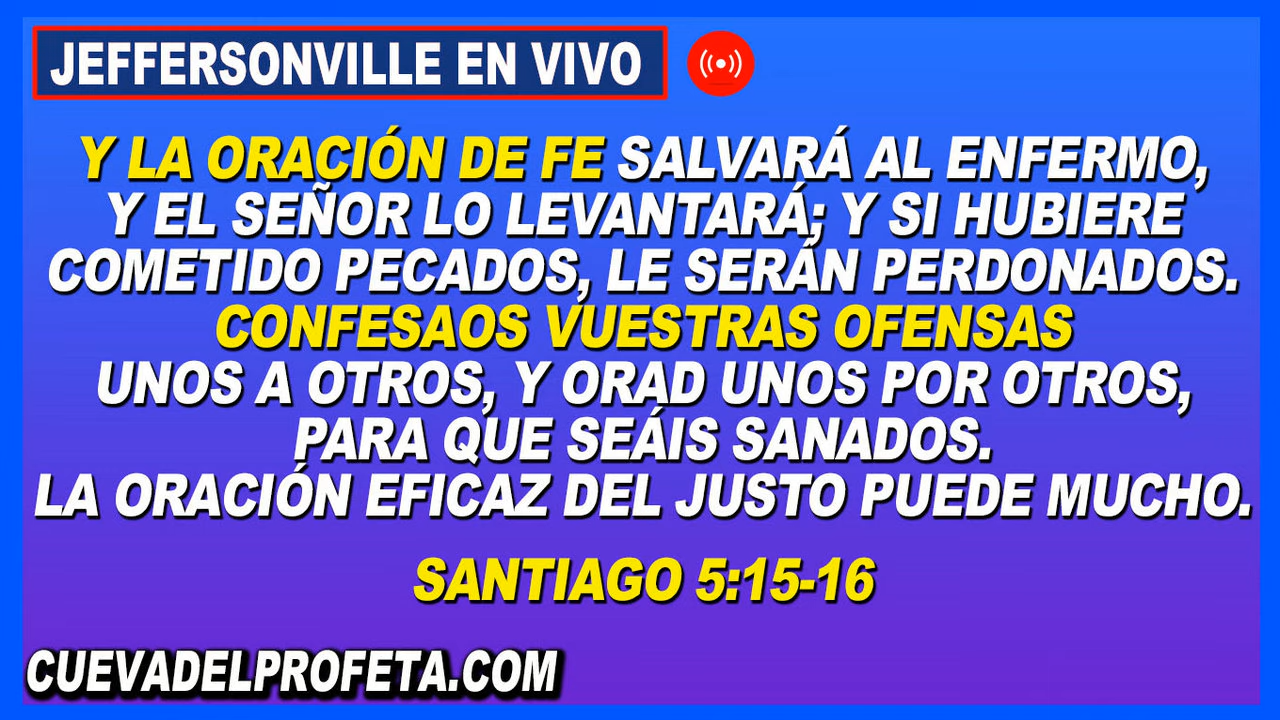 JEFFERSONVILLE EN VIVO
Y LA ORACIÓN DE FE SALVARÁ AL ENFERMO,
Y EL SEÑOR LO LEVANTARÁ; Y SI HUBIERE
COMETIDO PECADOS, LE SERÁN PERDONADOS.
CONFESAOS VUESTRAS OFENSAS
UNOS A OTROS, Y ORAD UNOS POR OTROS,
PARA QUE SEÁIS SANADOS.
LA ORACIÓN EFICAZ DEL JUSTO PUEDE MUCHO.
SANTIAGO 5:15-16
CUEVADELPROFETA.COM